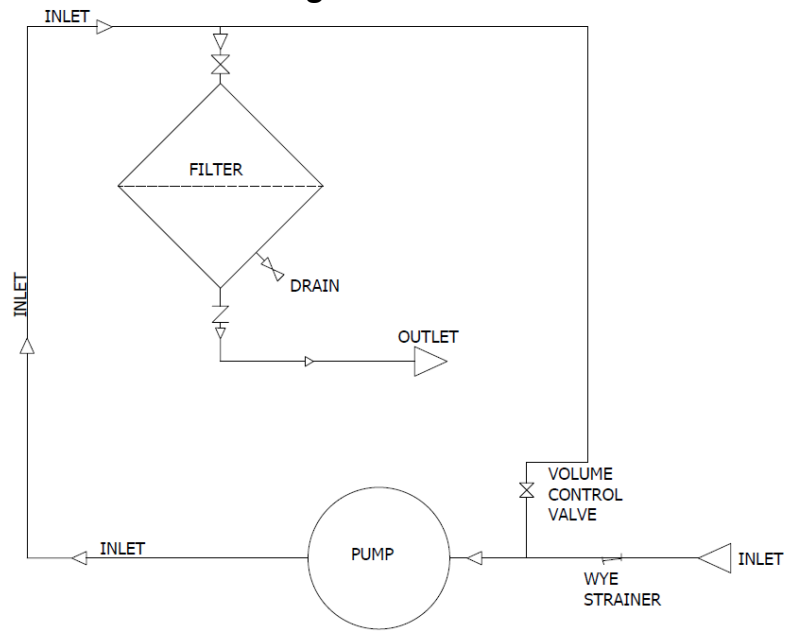 INLET
FILTER
INLET
DRAIN
OUTLET
VOLUME
CONTROL
VALVE
INLET
PUMP
INLET
WYE
STRAINER